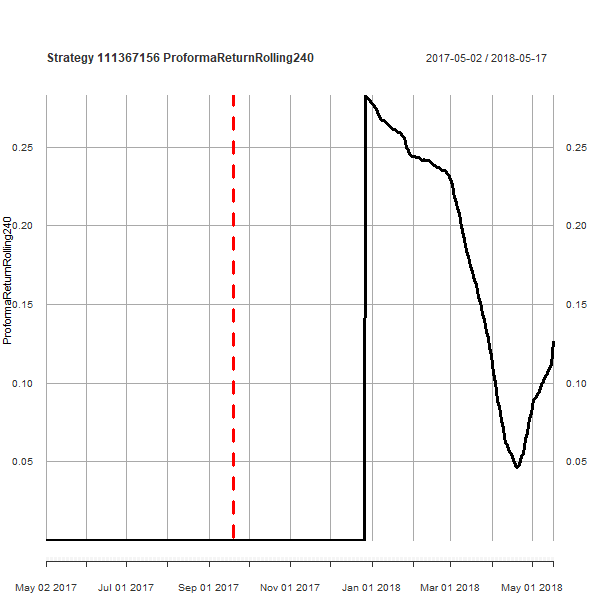 Strategy 111367156 ProformaReturnRolling240 2017-05-02 / 2018-05-17
ProformaReturnRolling240
0.25 0.25
0.20 0.20
0.15 0.15
0.10 0.10
0.05 0.05
May 02 2017 Jul 01 2017 Sep 01 2017 Nov 01 2017 Jan 01 2018 Mar 01 2018 May 01 2018